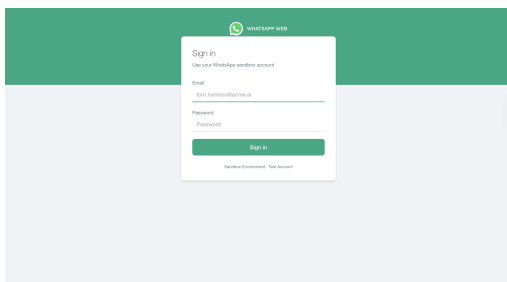 WHATSAPP WEB
Sign in
Use your WhatsApp sandbox account
Email
tom.harrison@acme.ai
Password
Password
Sign in
Sandbox Environment - Test Account